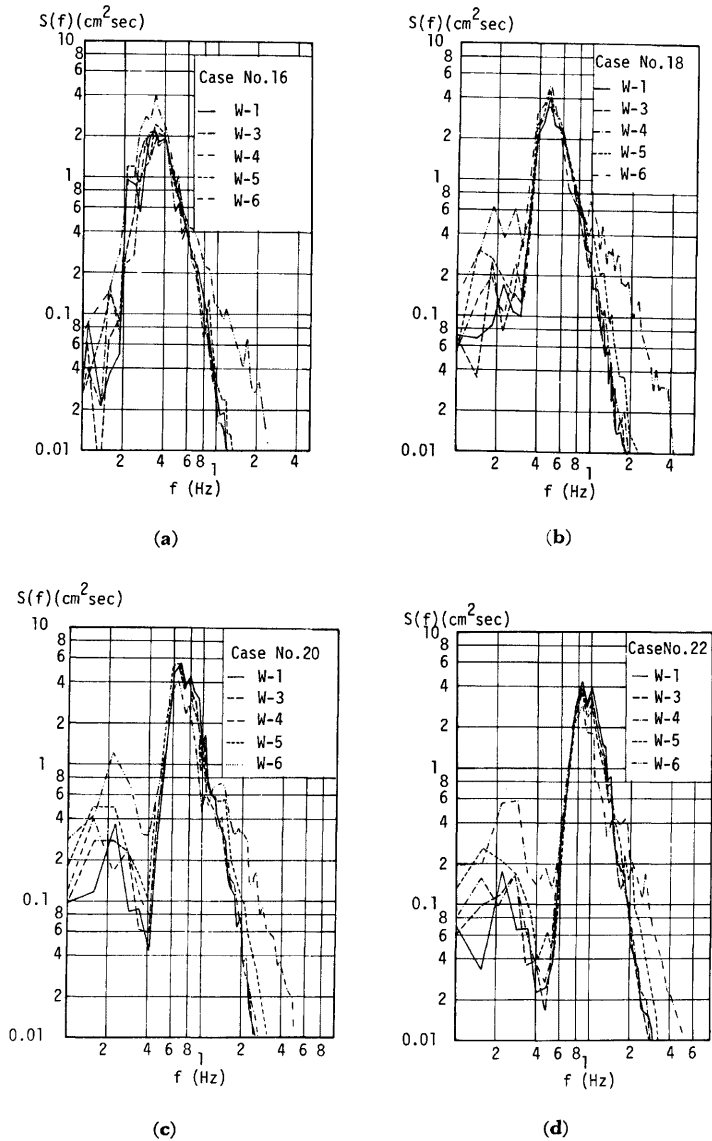 S(f)(cm²sec)
10
8
6
4
2
1
8
6
4
2
0.1
8
6
4
2
0.01
Case No.16
W-1
W-3
W-4
W-5
W-6
2 4 6 8 1 2 4
f (Hz)
(a)
S(f)(cm²sec)
10
8
6
4
2
1
8
6
4
2
0.1
8
6
4
2
0.01
Case No.18
W-1
W-3
W-4
W-5
W-6
2 4 6 8 1 2 4
f (Hz)
(b)
S(f)(cm²sec)
10
8
6
4
2
1
8
6
4
2
0.1
8
6
4
2
0.01
Case No.20
W-1
W-3
W-4
W-5
W-6
2 4 6 8 1 2 4 6 8
f (Hz)
(c)
S(f)(cm²sec)
10
8
6
4
2
1
8
6
4
2
0.1
8
6
4
2
0.01
CaseNo.22
W-1
W-3
W-4
W-5
W-6
2 4 6 8 1 2 4 6
f (Hz)
(d)